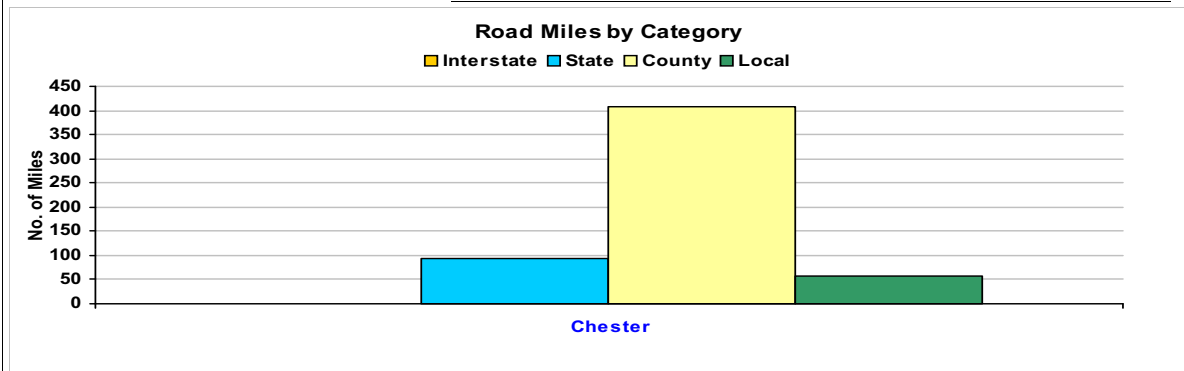 Road Miles by Category
Interstate State County Local
450
400
350
300
250
200
150
100
50
0
No. of Miles
Chester